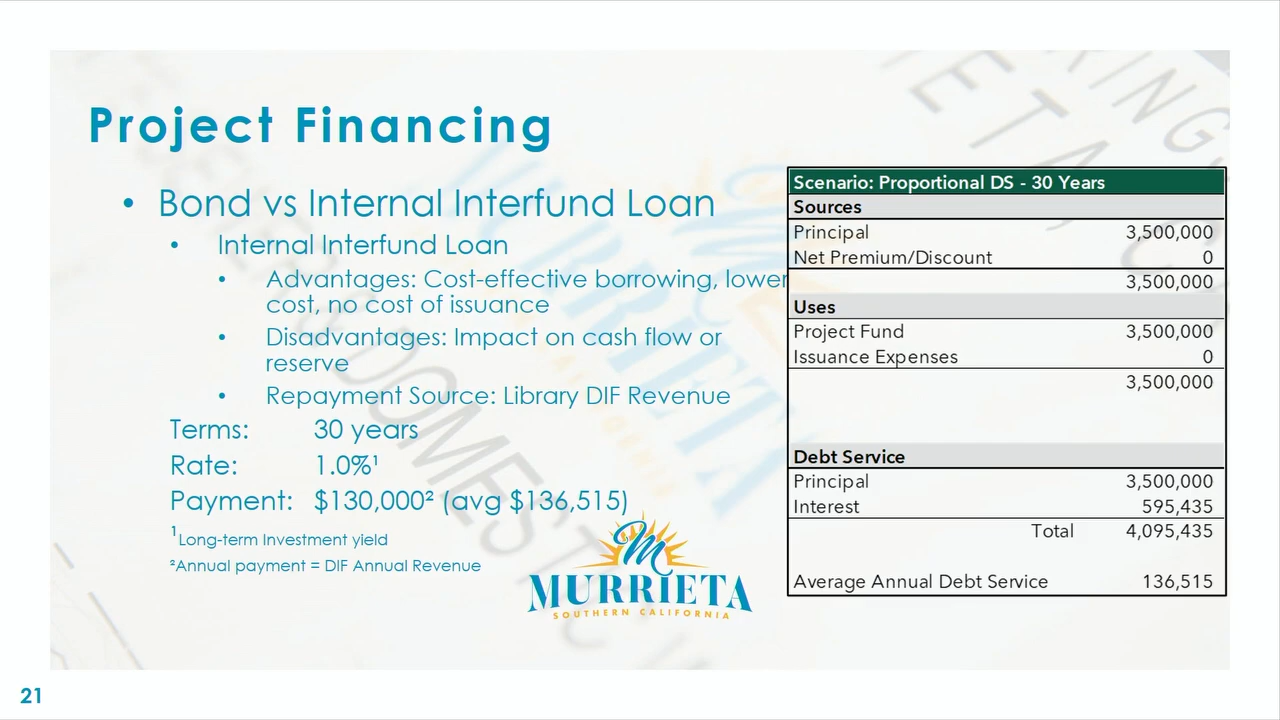 Project Financing
• Bond vs Internal Interfund Loan
• Internal Interfund Loan
• Advantages: Cost-effective borrowing, lower
cost, no cost of issuance
• Disadvantages: Impact on cash flow or
reserve
• Repayment Source: Library DIF Revenue
Terms: 30 years
Rate: 1.0%¹
Payment: $130,000² (avg $136,515)
¹Long-term Investment yield
²Annual payment = DIF Annual Revenue
M
MURRIETA
SOUTHERN CALIFORNIA
Scenario: Proportional DS - 30 Years
Sources
Principal 3,500,000
Net Premium/Discount 0
3,500,000
Uses
Project Fund 3,500,000
Issuance Expenses 0
3,500,000
Debt Service
Principal 3,500,000
Interest 595,435
Total 4,095,435
Average Annual Debt Service 136,515
21